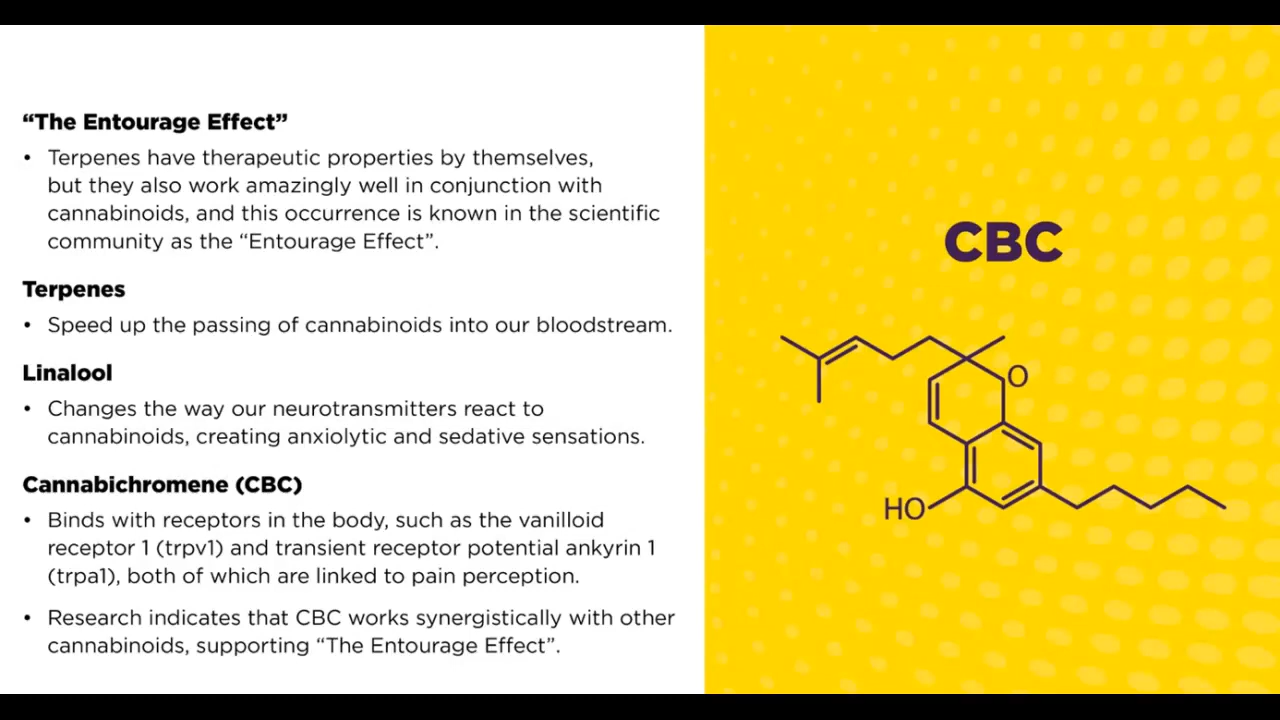 “The Entourage Effect”
• Terpenes have therapeutic properties by themselves,
but they also work amazingly well in conjunction with
cannabinoids, and this occurrence is known in the scientific
community as the “Entourage Effect”.
Terpenes
• Speed up the passing of cannabinoids into our bloodstream.
Linalool
• Changes the way our neurotransmitters react to
cannabinoids, creating anxiolytic and sedative sensations.
Cannabichromene (CBC)
• Binds with receptors in the body, such as the vanilloid
receptor 1 (trpv1) and transient receptor potential ankyrin 1
(trpa1), both of which are linked to pain perception.
• Research indicates that CBC works synergistically with other
cannabinoids, supporting “The Entourage Effect”.
CBC
O
HO